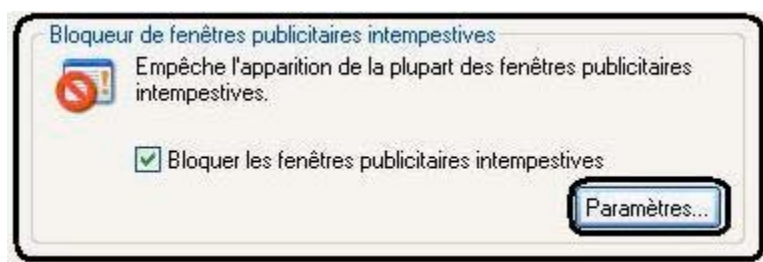 Bloqueur de fenêtres publicitaires intempestives
Empêche l'apparition de la plupart des fenêtres publicitaires
intempestives.
Bloquer les fenêtres publicitaires intempestives
Paramètres...